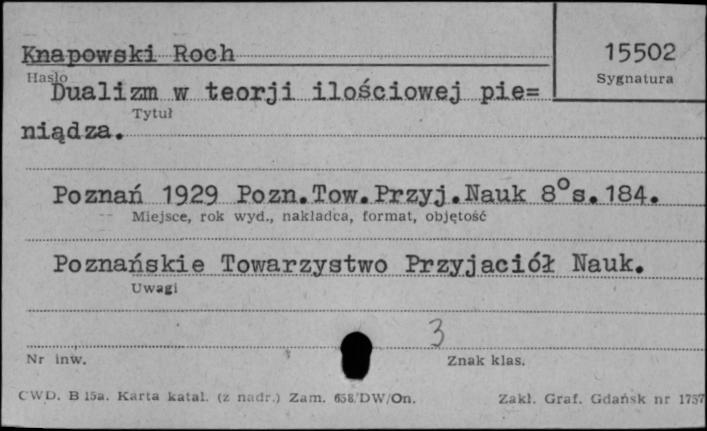 Knapowski Roch
15502
Hasło
Sygnatura
Dualizm w teorji ilościowej pie=
Tytuł
niądza.
Poznań 1929 Pozn.Tow.Przyj.Nauk 8°s.184.
Miejsce, rok wyd., nakładca, format, objętość
Poznańskie Towarzystwo Przyjaciół Nauk.
Uwagi
3
Nr inw.
Znak klas.
CWD. B 15a. Karta katal. (z nadr.) Zam. 658/DW/On.
Zakł. Graf. Gdańsk nr 1757